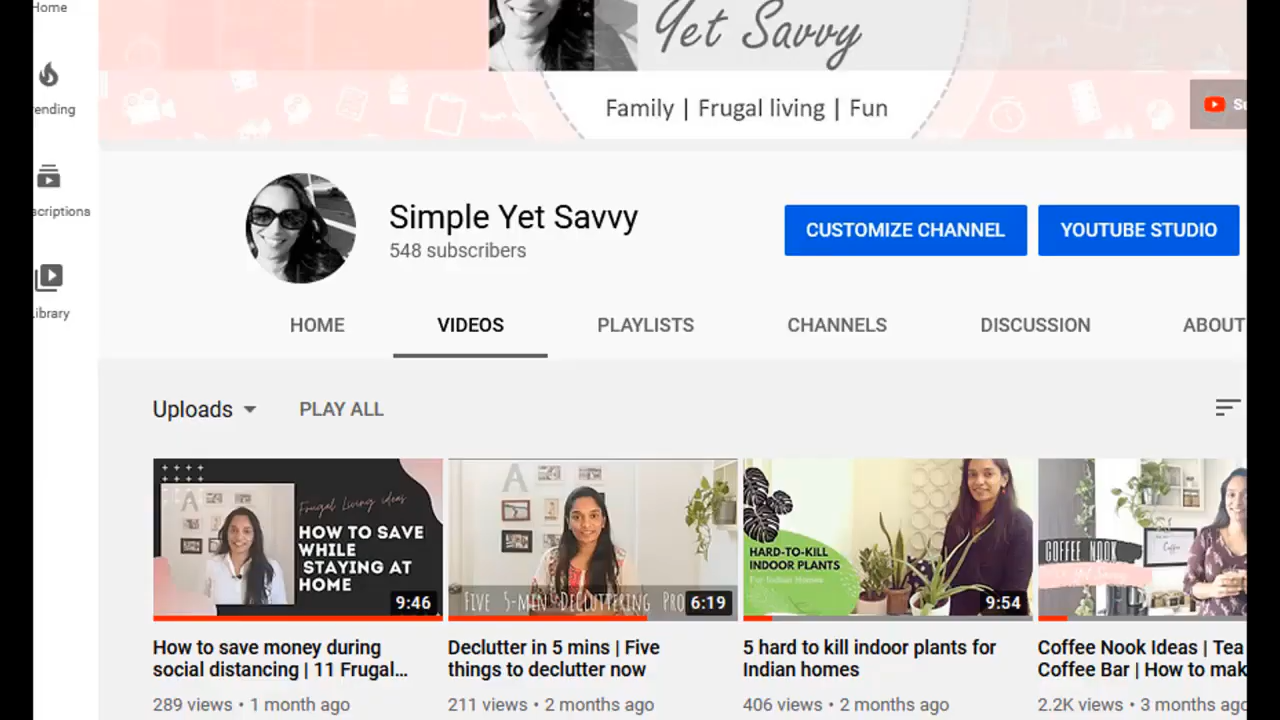 Home
Yet Savvy
ending
Family | Frugal living | Fun
Su
scriptions
Simple Yet Savvy
548 subscribers
CUSTOMIZE CHANNEL
YOUTUBE STUDIO
ibrary
HOME
VIDEOS
PLAYLISTS
CHANNELS
DISCUSSION
ABOUT
Uploads
PLAY ALL
Frugal Living ideas
HOW TO SAVE
WHILE
STAYING AT
HOME
9:46
A
FIVE 5-MIN DECLUTTERING PRO
6:19
HARD-TO-KILL
INDOOR PLANTS
For Indian Homes
9:54
COFFEE NOOK
Coffee
How to save money during
social distancing | 11 Frugal...
289 views • 1 month ago
Declutter in 5 mins | Five
things to declutter now
211 views • 2 months ago
5 hard to kill indoor plants for
Indian homes
406 views • 2 months ago
Coffee Nook Ideas | Tea
Coffee Bar | How to mak
2.2K views • 3 months ago